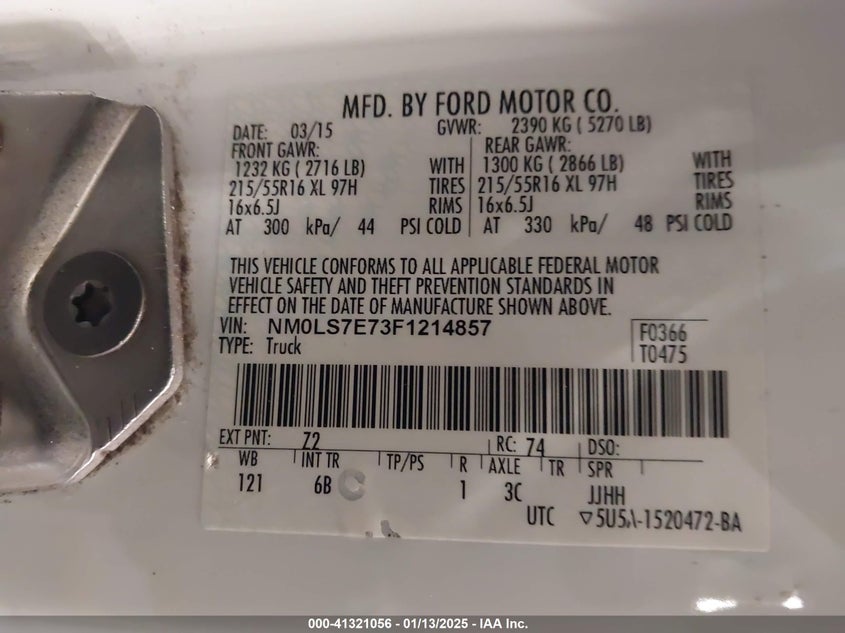 MFD. BY FORD MOTOR CO.
DATE: 03/15 GVWR: 2390 KG ( 5270 LB)
FRONT GAWR: REAR GAWR:
1232 KG ( 2716 LB) WITH 1300 KG ( 2866 LB) WITH
215/55R16 XL 97H TIRES 215/55R16 XL 97H TIRES
16x6.5J RIMS 16x6.5J RIMS
AT 300 kPa/ 44 PSI COLD AT 330 kPa/ 48 PSI COLD
THIS VEHICLE CONFORMS TO ALL APPLICABLE FEDERAL MOTOR
VEHICLE SAFETY AND THEFT PREVENTION STANDARDS IN
EFFECT ON THE DATE OF MANUFACTURE SHOWN ABOVE.
VIN: NM0LS7E73F1214857 F0366
TYPE: Truck T0475
EXT PNT: Z2 RC: 74 DSO:
WB INT TR TP/PS R AXLE TR SPR
121 6B 1 3C JJHH
UTC ▽5U5A-1520472-BA
000-41321056 - 01/13/2025 - IAA Inc.